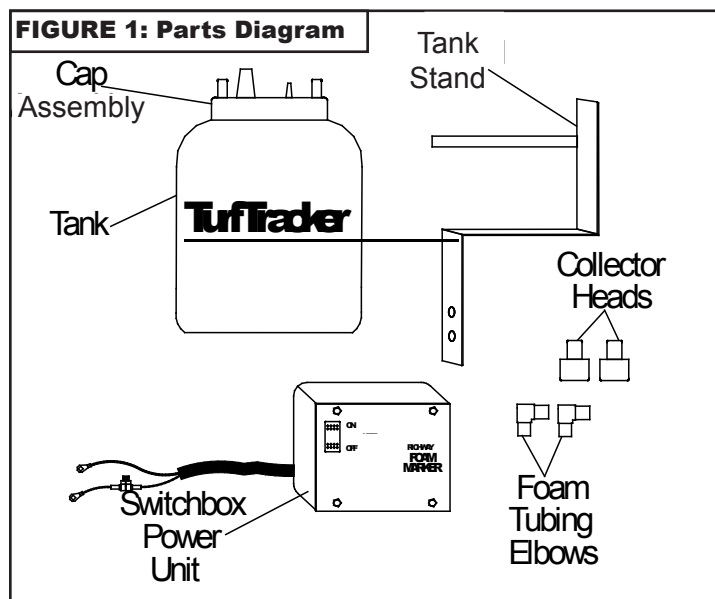 FIGURE 1: Parts Diagram
Cap
Assembly
Tank
Stand
Tank
TurfTracker
Collector
Heads
ON
OFF
RICHWAY
FOAM
MARKER
Switchbox
Power
Unit
Foam
Tubing
Elbows